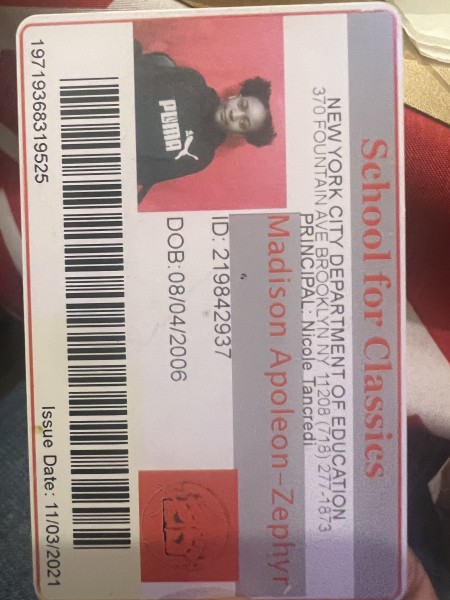 School for Classics
NEW YORK CITY DEPARTMENT OF EDUCATION
370 FOUNTAIN AVE BROOKLYN NY 11208 (718) 277-1873
PRINCIPAL: Nicole Tancredi
Madison Apoleon-Zephyr
ID: 219842937
DOB:08/04/2006
PUMA
19719368319525
Issue Date: 11/03/2021